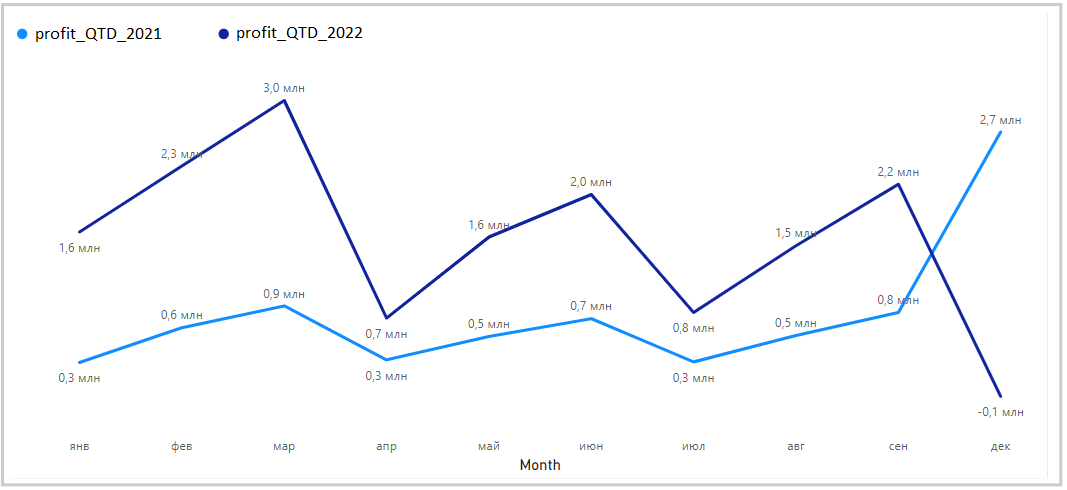 profit_QTD_2021 profit_QTD_2022
3,0 млн
2,7 млн
2,3 млн
2,2 млн
2,0 млн
1,6 млн
1,5 млн
1,6 млн
0,9 млн
0,8 млн
0,7 млн
0,6 млн
0,5 млн
0,5 млн
0,8 млн
0,7 млн
0,3 млн
0,3 млн
0,3 млн
-0,1 млн
янв фев мар апр май июн июл авг сен дек
Month